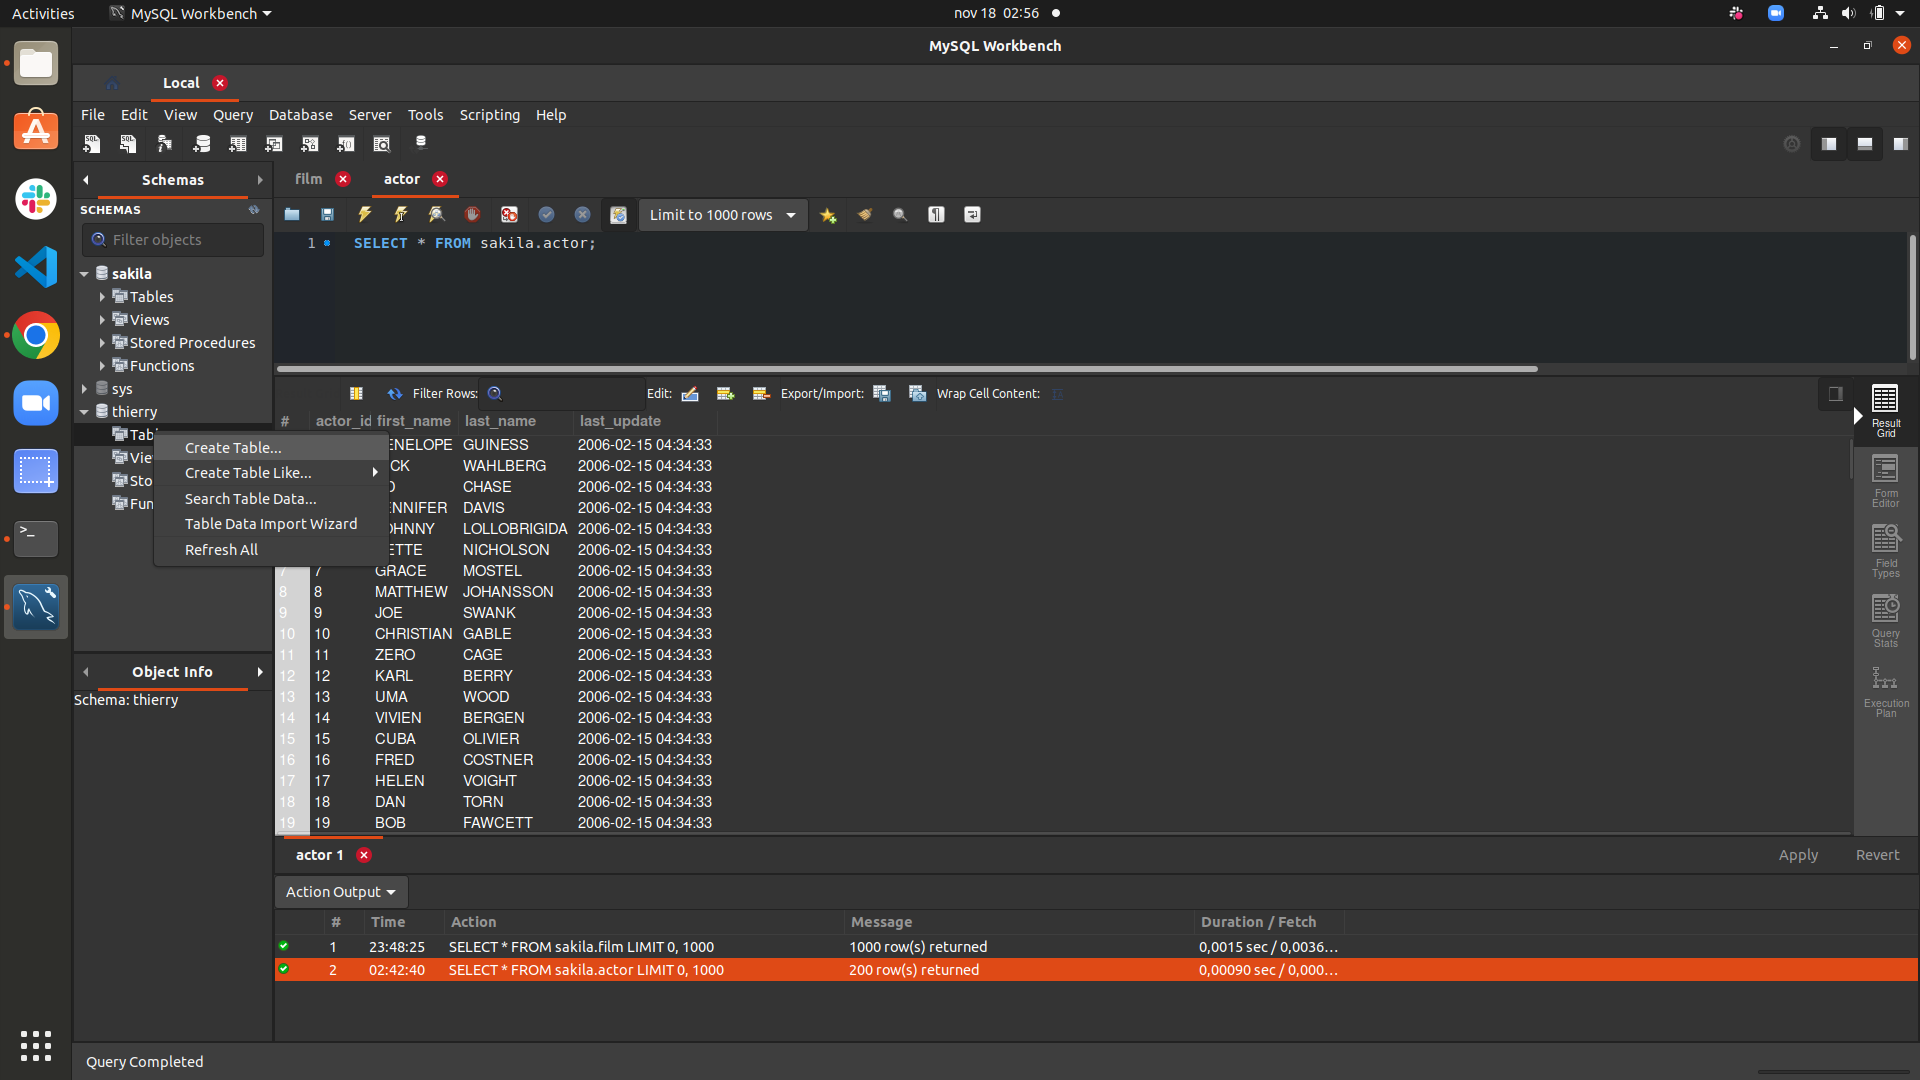 Activities MySQL Workbench nov 18 02:56
MySQL Workbench
Local
File Edit View Query Database Server Tools Scripting Help
Schemas
film actor
SCHEMAS
Limit to 1000 rows
Filter objects
1 SELECT * FROM sakila.actor;
sakila
Tables
Views
Stored Procedures
Functions
sys
thierry
Tab
Vie
Sto
Fun
Create Table...
Create Table Like...
Search Table Data...
Table Data Import Wizard
Refresh All
Filter Rows: Edit: Export/Import: Wrap Cell Content:
# actor_id first_name last_name last_update
ENELOPE GUINESS 2006-02-15 04:34:33
CK WAHLBERG 2006-02-15 04:34:33
CHASE 2006-02-15 04:34:33
ENNIFER DAVIS 2006-02-15 04:34:33
OHNNY LOLLOBRIGIDA 2006-02-15 04:34:33
ETTE NICHOLSON 2006-02-15 04:34:33
7 7 GRACE MOSTEL 2006-02-15 04:34:33
8 8 MATTHEW JOHANSSON 2006-02-15 04:34:33
9 9 JOE SWANK 2006-02-15 04:34:33
10 10 CHRISTIAN GABLE 2006-02-15 04:34:33
11 11 ZERO CAGE 2006-02-15 04:34:33
12 12 KARL BERRY 2006-02-15 04:34:33
13 13 UMA WOOD 2006-02-15 04:34:33
14 14 VIVIEN BERGEN 2006-02-15 04:34:33
15 15 CUBA OLIVIER 2006-02-15 04:34:33
16 16 FRED COSTNER 2006-02-15 04:34:33
17 17 HELEN VOIGHT 2006-02-15 04:34:33
18 18 DAN TORN 2006-02-15 04:34:33
19 19 BOB FAWCETT 2006-02-15 04:34:33
Result
Grid
Form
Editor
Field
Types
Query
Stats
Execution
Plan
Object Info
Schema: thierry
actor 1 Apply Revert
Action Output
# Time Action Message Duration / Fetch
1 23:48:25 SELECT * FROM sakila.film LIMIT 0, 1000 1000 row(s) returned 0,0015 sec / 0,0036...
2 02:42:40 SELECT * FROM sakila.actor LIMIT 0, 1000 200 row(s) returned 0,00090 sec / 0,000...
Query Completed